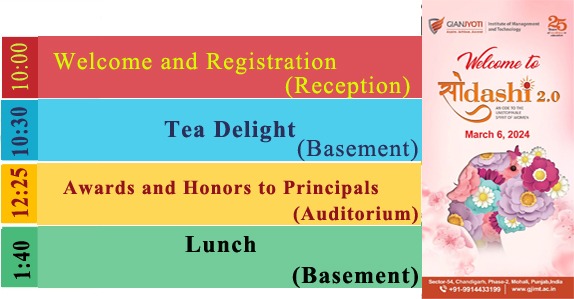 10:00
Welcome and Registration
(Reception)
10:30
Tea Delight
(Basement)
12:25
Awards and Honors to Principals
(Auditorium)
1:40
Lunch
(Basement)
GIANJYOTI
Institute of Management
and Technology
25
Welcome to
सोdashi 2.0
AN ODE TO THE
UNSTOPPABLE
SPIRIT OF WOMEN
March 6, 2024
Sector-54, Chandigarh, Phase-2, Mohali, Punjab,India
+91-9914433199 www.gjimt.ac.in